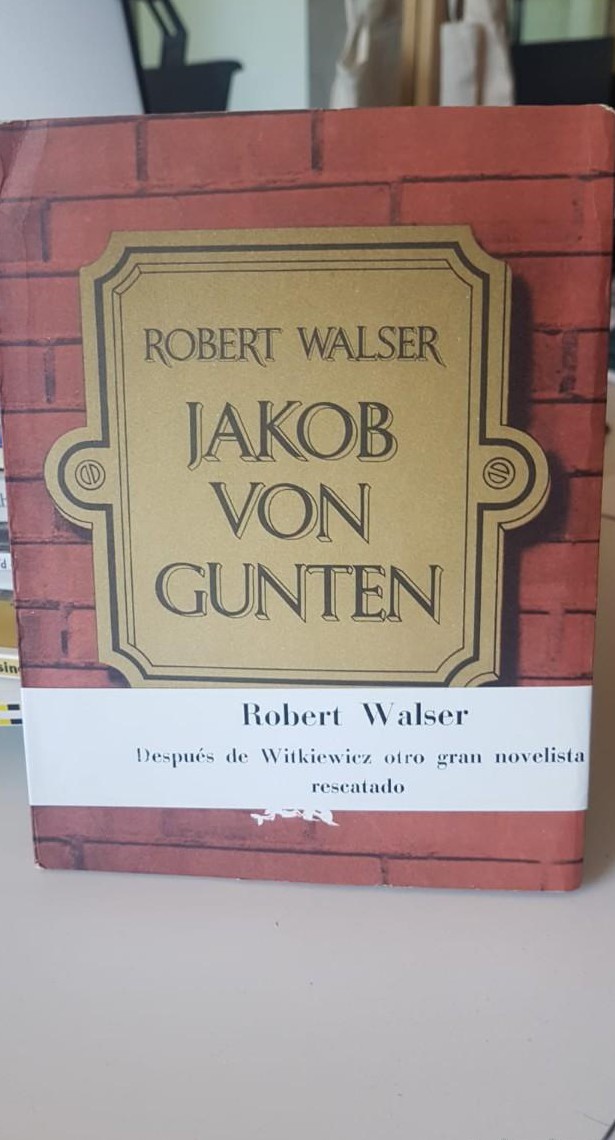 ROBERT WALSER
JAKOB
VON
GUNTEN
Robert Walser
Después de Witkiewicz otro gran novelista
rescatado